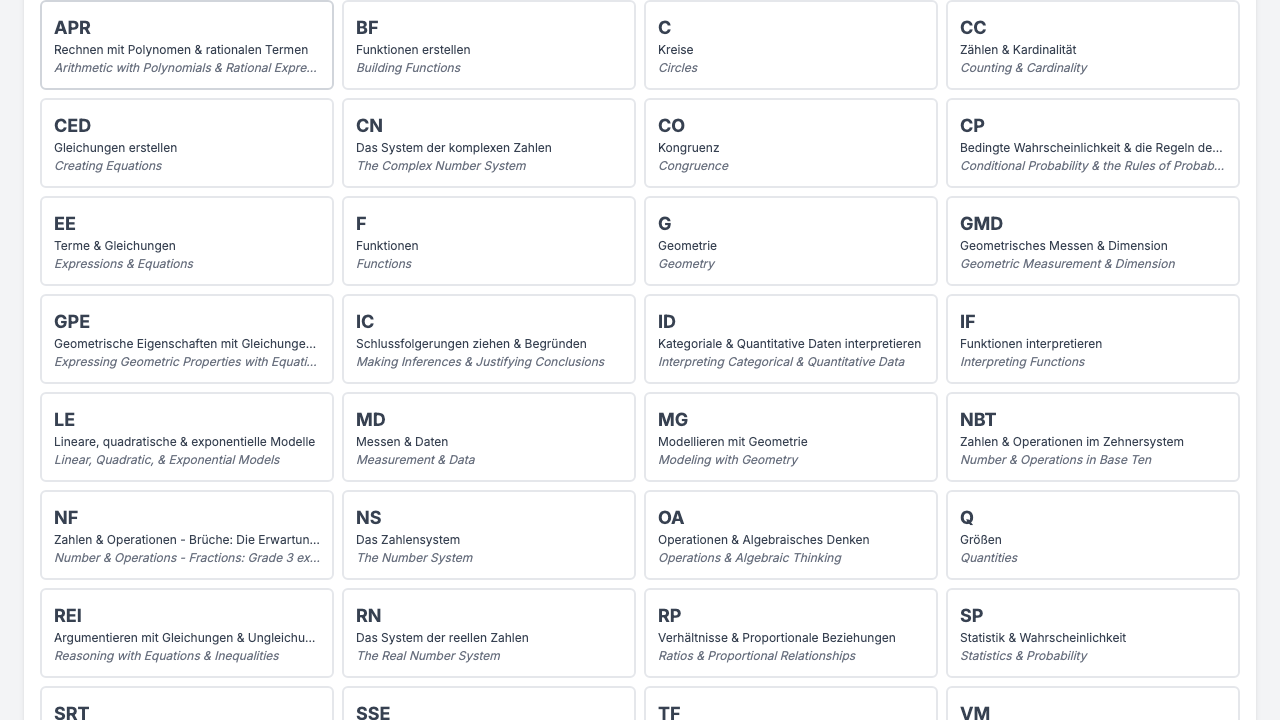 APR
Rechnen mit Polynomen & rationalen Termen
Arithmetic with Polynomials & Rational Expre...
BF
Funktionen erstellen
Building Functions
C
Kreise
Circles
CC
Zählen & Kardinalität
Counting & Cardinality
CED
Gleichungen erstellen
Creating Equations
CN
Das System der komplexen Zahlen
The Complex Number System
CO
Kongruenz
Congruence
CP
Bedingte Wahrscheinlichkeit & die Regeln de...
Conditional Probability & the Rules of Probab...
EE
Terme & Gleichungen
Expressions & Equations
F
Funktionen
Functions
G
Geometrie
Geometry
GMD
Geometrisches Messen & Dimension
Geometric Measurement & Dimension
GPE
Geometrische Eigenschaften mit Gleichunge...
Expressing Geometric Properties with Equati...
IC
Schlussfolgerungen ziehen & Begründen
Making Inferences & Justifying Conclusions
ID
Kategoriale & Quantitative Daten interpretieren
Interpreting Categorical & Quantitative Data
IF
Funktionen interpretieren
Interpreting Functions
LE
Lineare, quadratische & exponentielle Modelle
Linear, Quadratic, & Exponential Models
MD
Messen & Daten
Measurement & Data
MG
Modellieren mit Geometrie
Modeling with Geometry
NBT
Zahlen & Operationen im Zehnersystem
Number & Operations in Base Ten
NF
Zahlen & Operationen - Brüche: Die Erwartun...
Number & Operations - Fractions: Grade 3 ex...
NS
Das Zahlensystem
The Number System
OA
Operationen & Algebraisches Denken
Operations & Algebraic Thinking
Q
Größen
Quantities
REI
Argumentieren mit Gleichungen & Ungleichu...
Reasoning with Equations & Inequalities
RN
Das System der reellen Zahlen
The Real Number System
RP
Verhältnisse & Proportionale Beziehungen
Ratios & Proportional Relationships
SP
Statistik & Wahrscheinlichkeit
Statistics & Probability
SRT
SSE
TF
VM